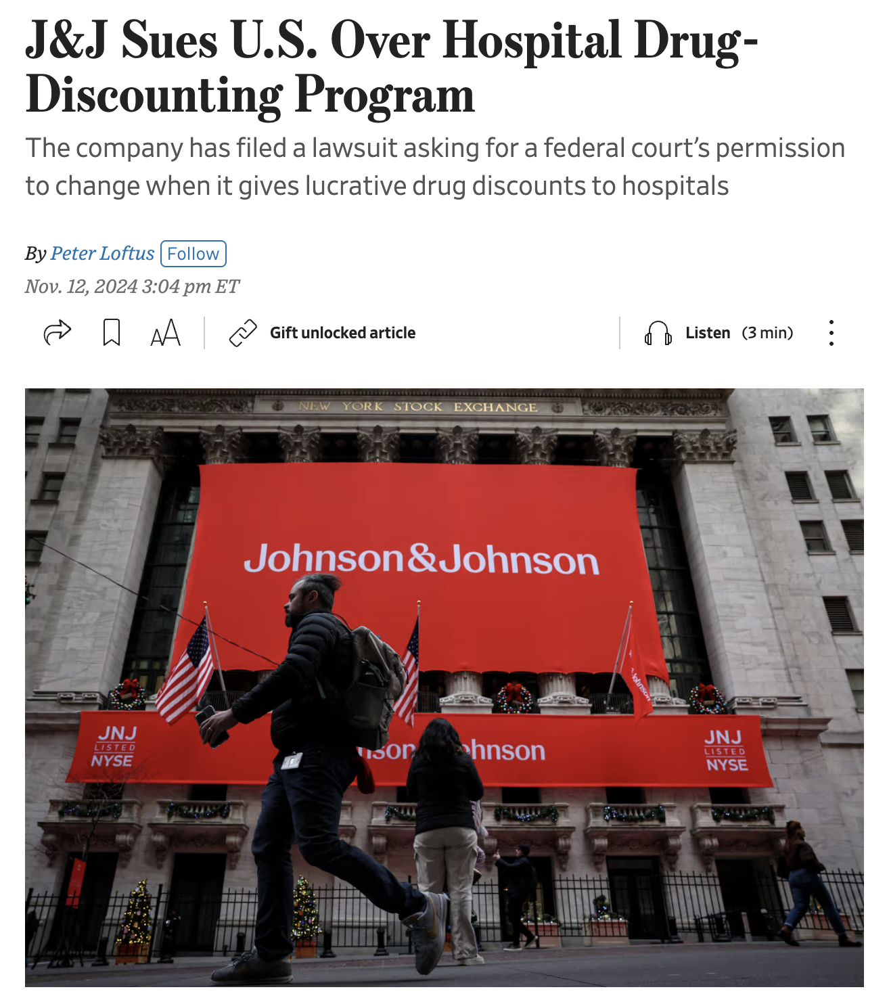 J&J Sues U.S. Over Hospital Drug-
Discounting Program
The company has filed a lawsuit asking for a federal court’s permission
to change when it gives lucrative drug discounts to hospitals
By Peter Loftus Follow
Nov. 12, 2024 3:04 pm ET
AA Gift unlocked article Listen (3 min)
NEW YORK STOCK EXCHANGE
Johnson&Johnson
Johnson
JNJ
LISTED
NYSE
nson ohnson
JNJ
LISTED
NYSE